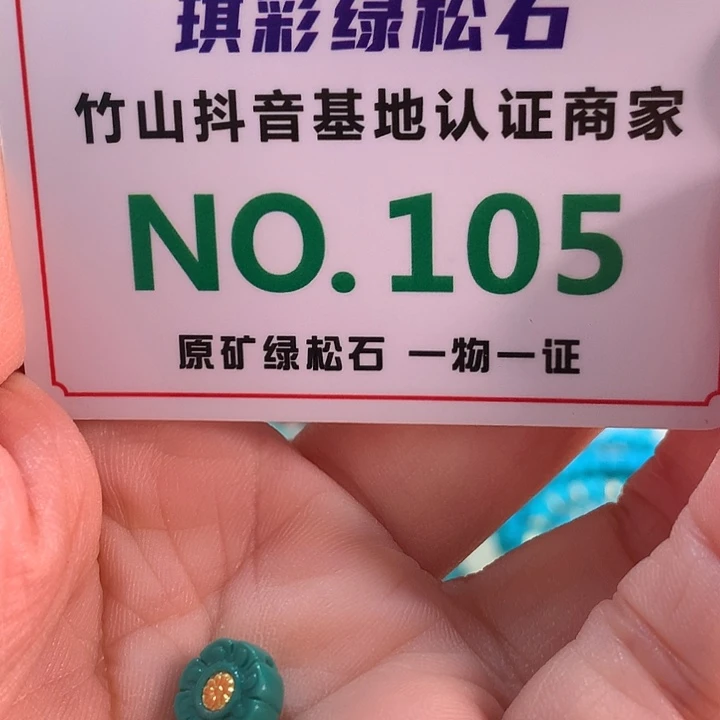 琪彩绿松石
竹山抖音基地认证商家
NO.105
原矿绿松石 一物一证